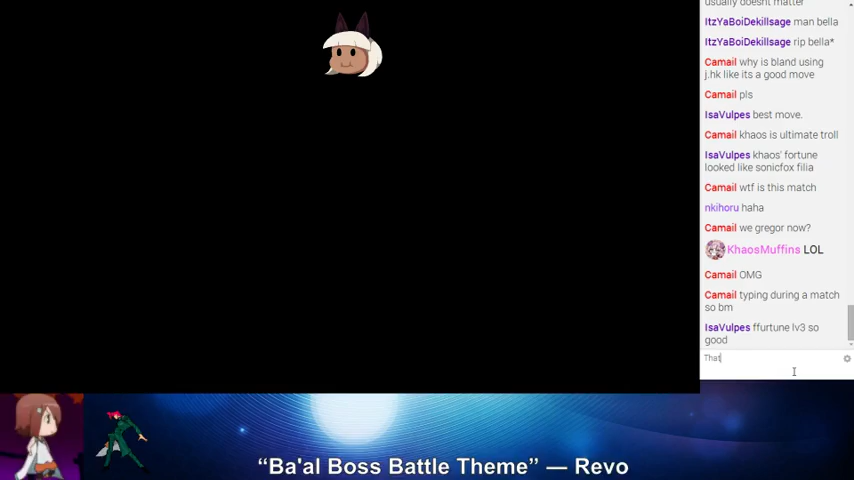 usually doesnt matter
ItzYaBoiDekillsage man bella
ItzYaBoiDekillsage rip bella*
Camail why is bland using
j.hk like its a good move
Camail pls
IsaVulpes best move.
Camail khaos is ultimate troll
IsaVulpes khaos' fortune
looked like sonicfox filia
Camail wtf is this match
nkihoru haha
Camail we gregor now?
KhaosMuffins LOL
Camail OMG
Camail typing during a match
so bm
IsaVulpes ffurtune lv3 so
good
That
“Ba'al Boss Battle Theme” — Revo